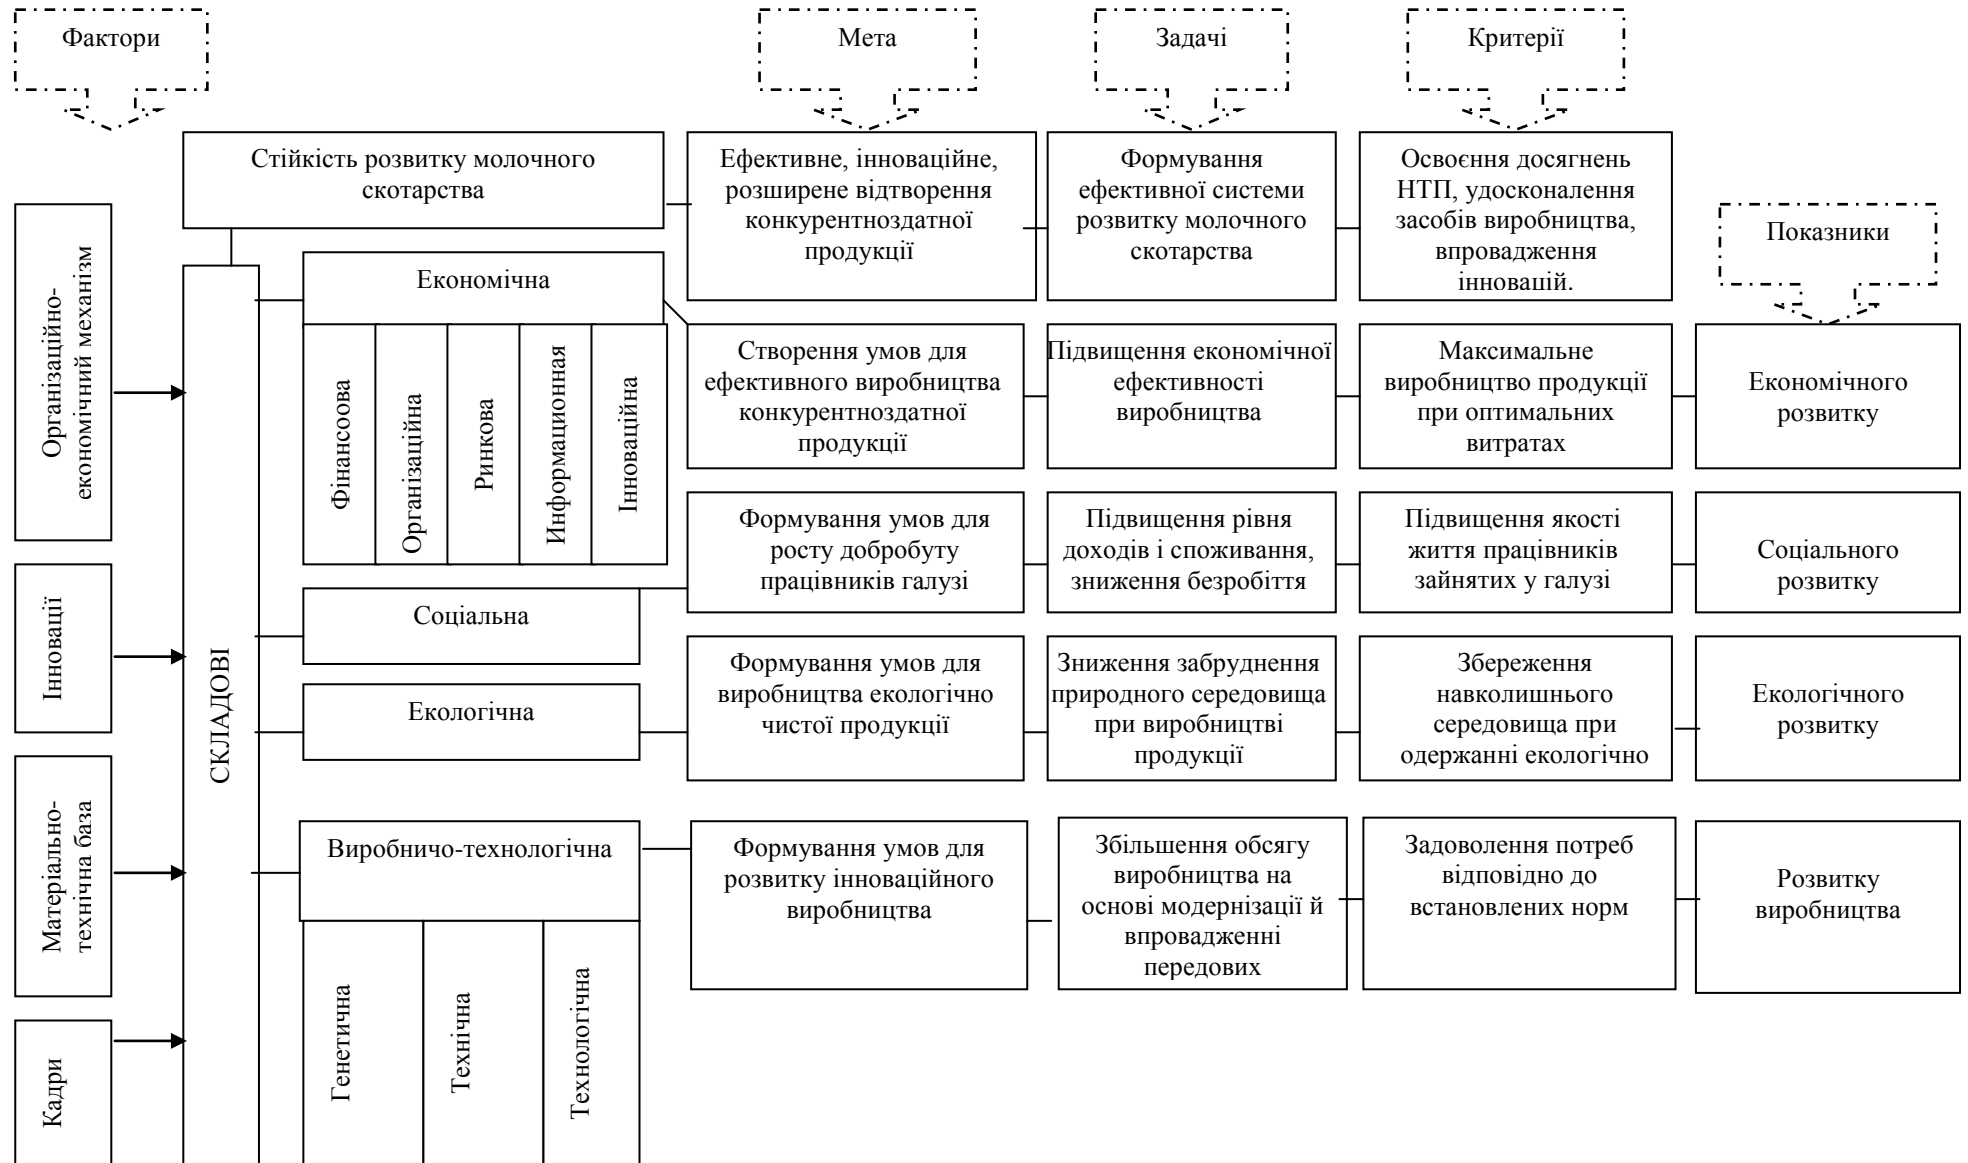 Фактори
Мета
Задачі
Критерії
Стійкість розвитку молочного
скотарства
Ефективне, інноваційне,
розширене відтворення
конкурентноздатної
продукції
Формування
ефективної системи
розвитку молочного
скотарства
Освоєння досягнень
НТП, удосконалення
засобів виробництва,
впровадження
інновацій.
Показники
Організаційно-
економічний механізм
Інновації
Матеріально-
технічна база
Кадри
СКЛАДОВІ
Економічна
Фінансоова
Організаційна
Ринкова
Информационная
Інноваційна
Створення умов для
ефективного виробництва
конкурентноздатної
продукції
Підвищення економічної
ефективності
виробництва
Максимальне
виробництво продукції
при оптимальних
витратах
Економічного
розвитку
Соціальна
Формування умов для
росту добробуту
працівників галузі
Підвищення рівня
доходів і споживання,
зниження безробіття
Підвищення якості
життя працівників
зайнятих у галузі
Соціального
розвитку
Екологічна
Формування умов для
виробництва екологічно
чистої продукції
Зниження забруднення
природного середовища
при виробництві
продукції
Збереження
навколишнього
середовища при
одержанні екологічно
Екологічного
розвитку
Виробничо-технологічна
Генетична
Технічна
Технологічна
Формування умов для
розвитку інноваційного
виробництва
Збільшення обсягу
виробництва на
основі модернізації й
впровадженні
передових
Задоволення потреб
відповідно до
встановлених норм
Розвитку
виробництва